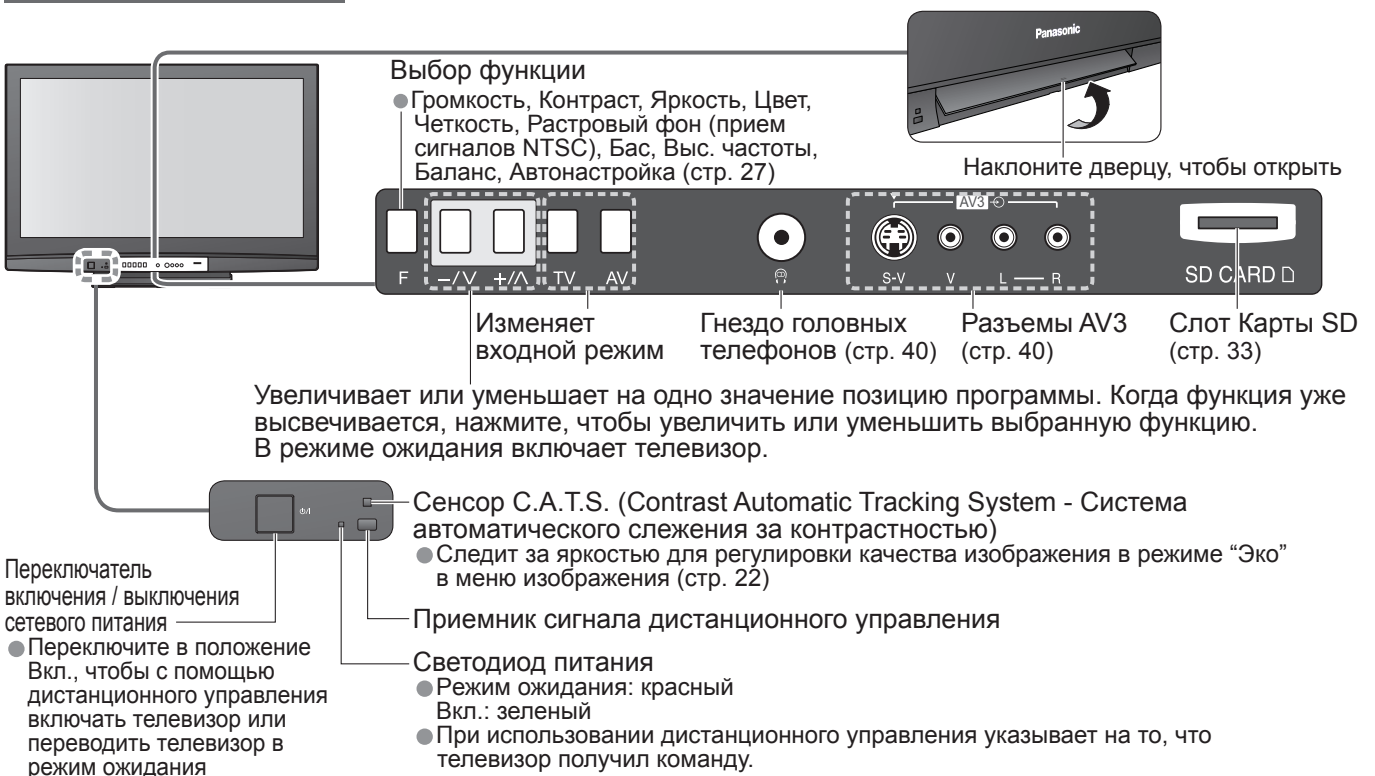 Panasonic
Выбор функции
Громкость, Контраст, Яркость, Цвет,
Четкость, Растровый фон (прием
сигналов NTSC), Бас, Выс. частоты,
Баланс, Автонастройка (стр. 27)
Наклоните дверцу, чтобы открыть
AV3
F
−/V
+/Λ
TV
AV
S-V
V
L
R
SD CARD
Изменяет
входной режим
Гнездо головных
телефонов (стр. 40)
Разъемы AV3
(стр. 40)
Слот Карты SD
(стр. 33)
Увеличивает или уменьшает на одно значение позицию программы. Когда функция уже
высвечивается, нажмите, чтобы увеличить или уменьшить выбранную функцию.
В режиме ожидания включает телевизор.
Сенсор C.A.T.S. (Contrast Automatic Tracking System - Система
автоматического слежения за контрастностью)
Следит за яркостью для регулировки качества изображения в режиме “Эко”
в меню изображения (стр. 22)
Приемник сигнала дистанционного управления
Светодиод питания
Режим ожидания: красный
Вкл.: зеленый
При использовании дистанционного управления указывает на то, что
телевизор получил команду.
Переключатель
включения / выключения
сетевого питания
Переключите в положение
Вкл., чтобы с помощью
дистанционного управления
включать телевизор или
переводить телевизор в
режим ожидания